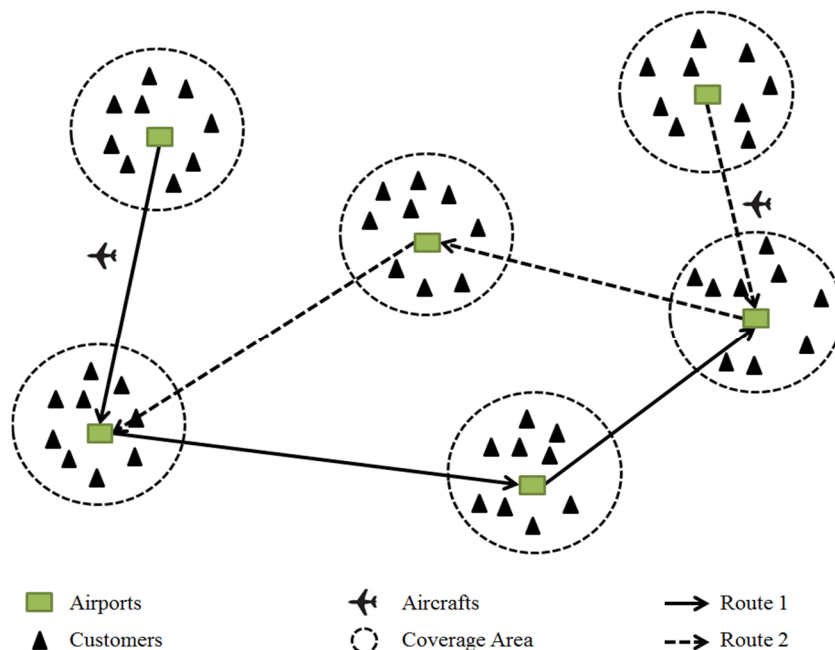 Airports
Aircrafts
Route 1
Customers
Coverage Area
Route 2